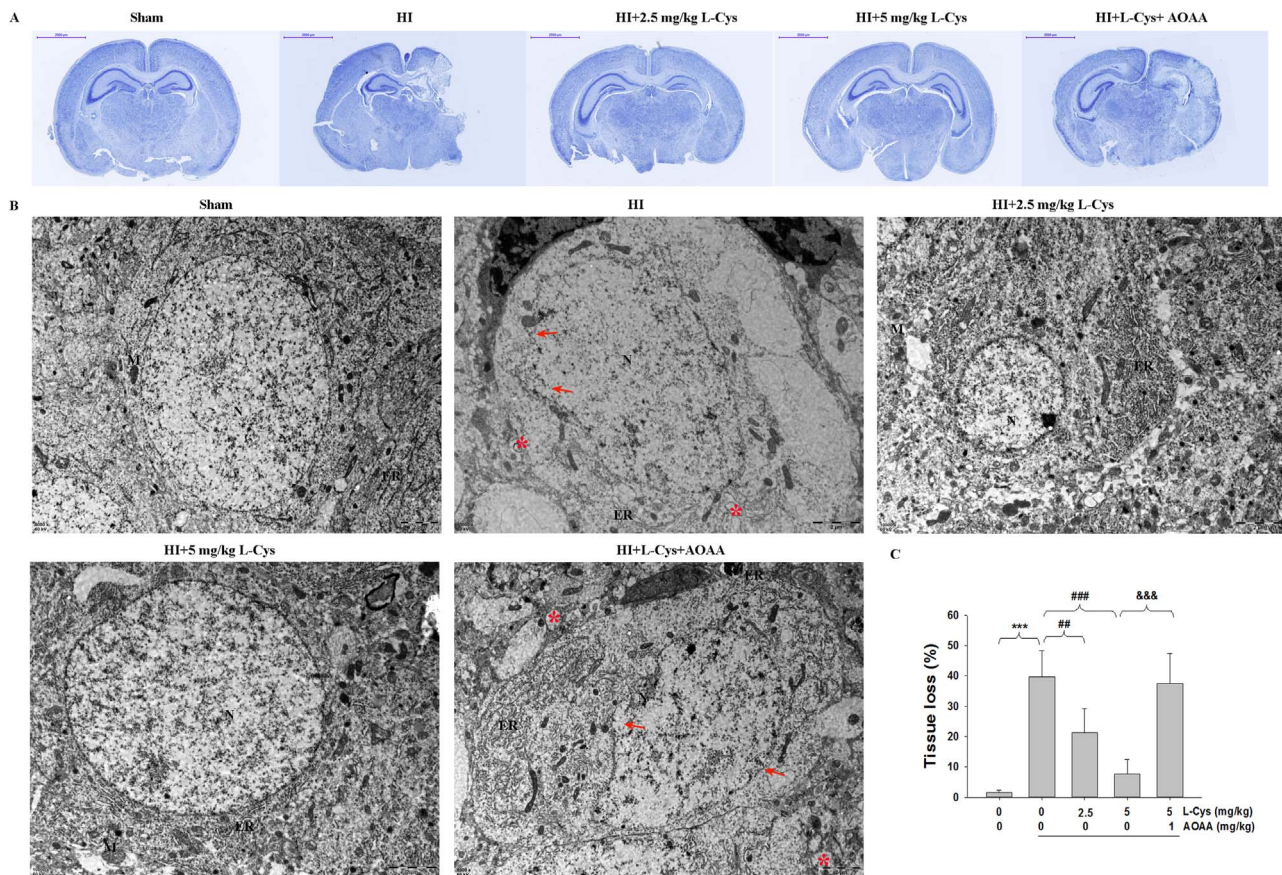 A
Sham
HI
HI+2.5 mg/kg L-Cys
HI+5 mg/kg L-Cys
HI+L-Cys+ AOAA
B
Sham
HI
HI+2.5 mg/kg L-Cys
M
N
ER
N
*
*
ER
2 μm
M
N
ER
HI+5 mg/kg L-Cys
HI+L-Cys+AOAA
N
ER
M
ER
*
N
ER
*
C
Tissue loss (%)
60
50
40
30
20
10
0
***
###
##
&&&
0 0 2.5 5 5 L-Cys (mg/kg)
0 0 0 0 1 AOAA (mg/kg)